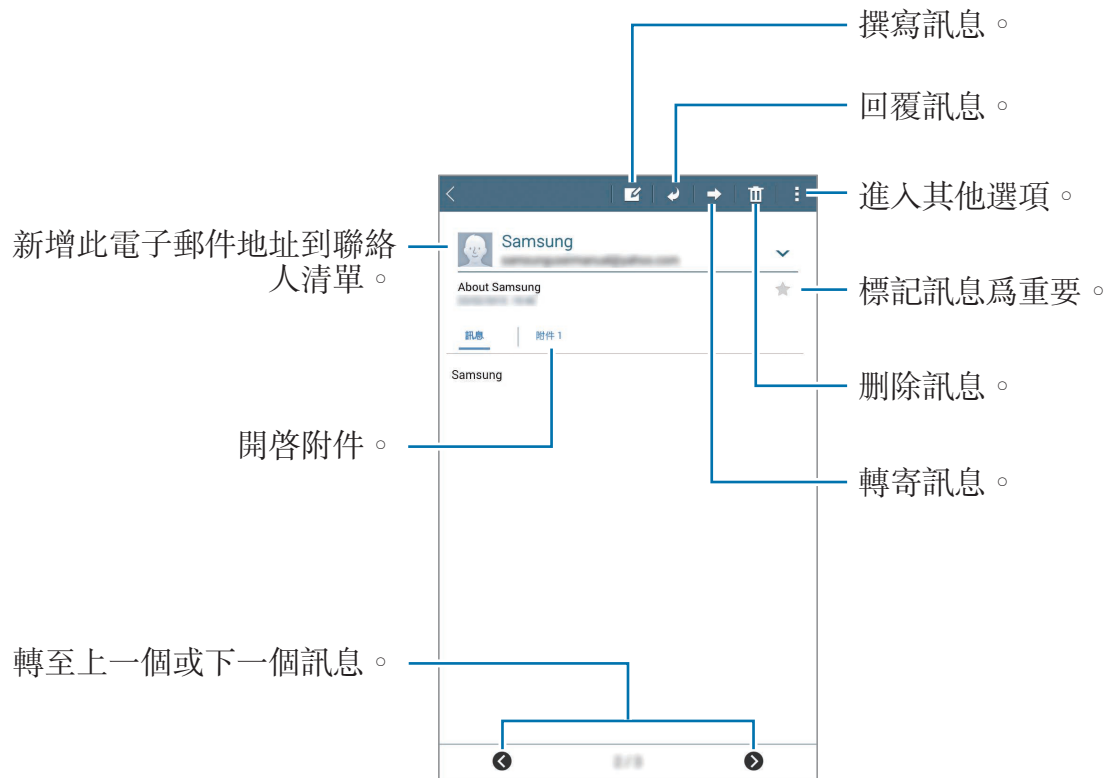 撰寫訊息。
回覆訊息。
進入其他選項。
新增此電子郵件地址到聯絡
人清單。
Samsung
About Samsung
標記訊息爲重要。
訊息
附件 1
Samsung
刪除訊息。
開啓附件。
轉寄訊息。
轉至上一個或下一個訊息。